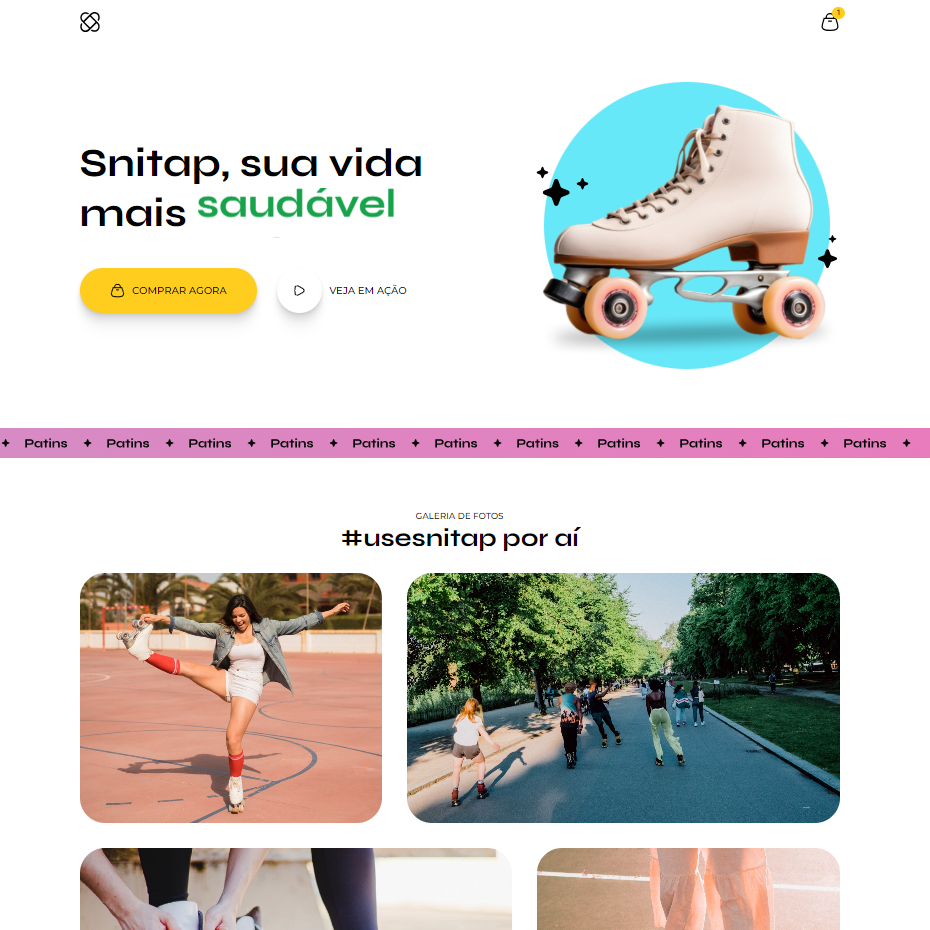 1
Snitap, sua vida
mais saudável
COMPRAR AGORA
VEJA EM AÇÃO
Patins Patins Patins Patins Patins Patins Patins Patins Patins Patins Patins
GALERIA DE FOTOS
#usesnitap por aí